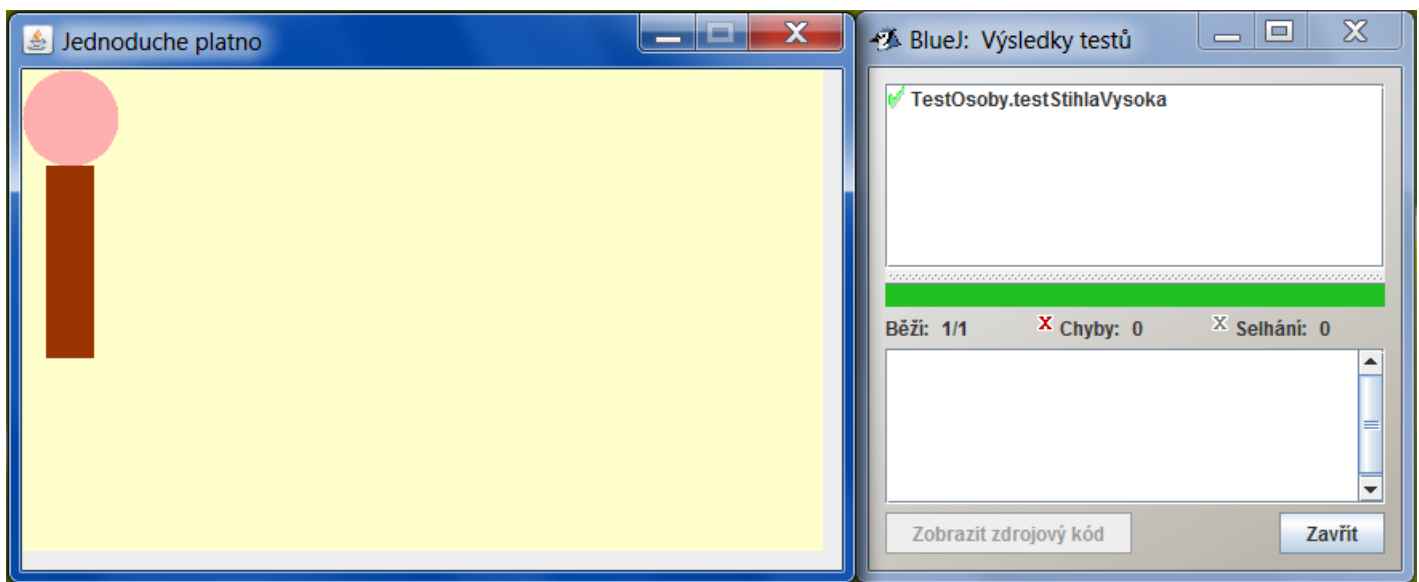 Jednoduche platno
BlueJ: Výsledky testů
TestOsoby.testStihlaVysoka
Běží: 1/1 X Chyby: 0 X Selhání: 0
Zobrazit zdrojový kód Zavřít